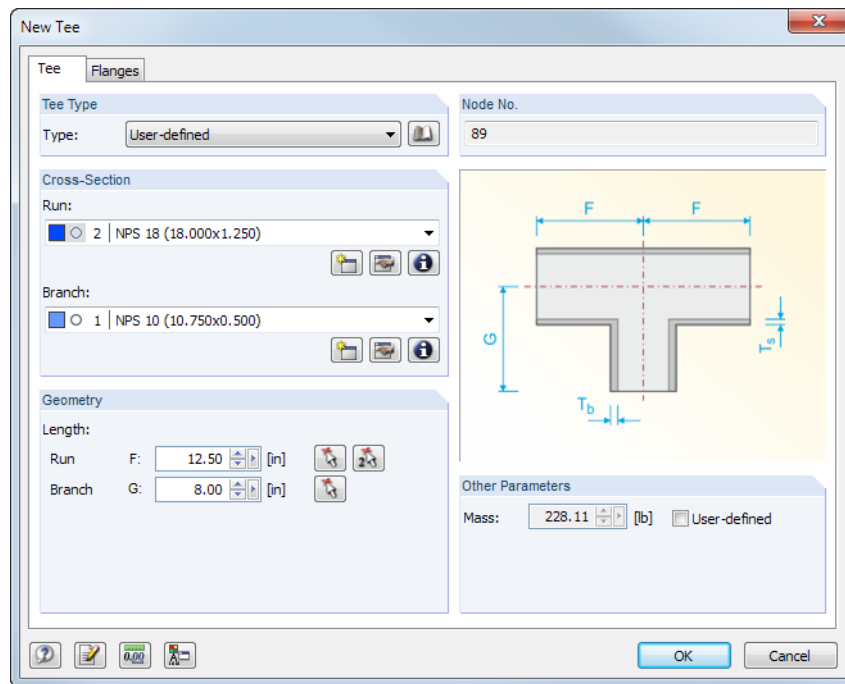 New Tee
Tee
Flanges
Tee Type
Type:
User-defined
Node No.
89
Cross-Section
Run:
2 NPS 18 (18.000x1.250)
Branch:
1 NPS 10 (10.750x0.500)
F F
G
Ts
Tb
Geometry
Length:
Run F: 12.50 [in]
2
Branch G: 8.00 [in]
Other Parameters
Mass: 228.11 [lb] User-defined
0.00
OK
Cancel